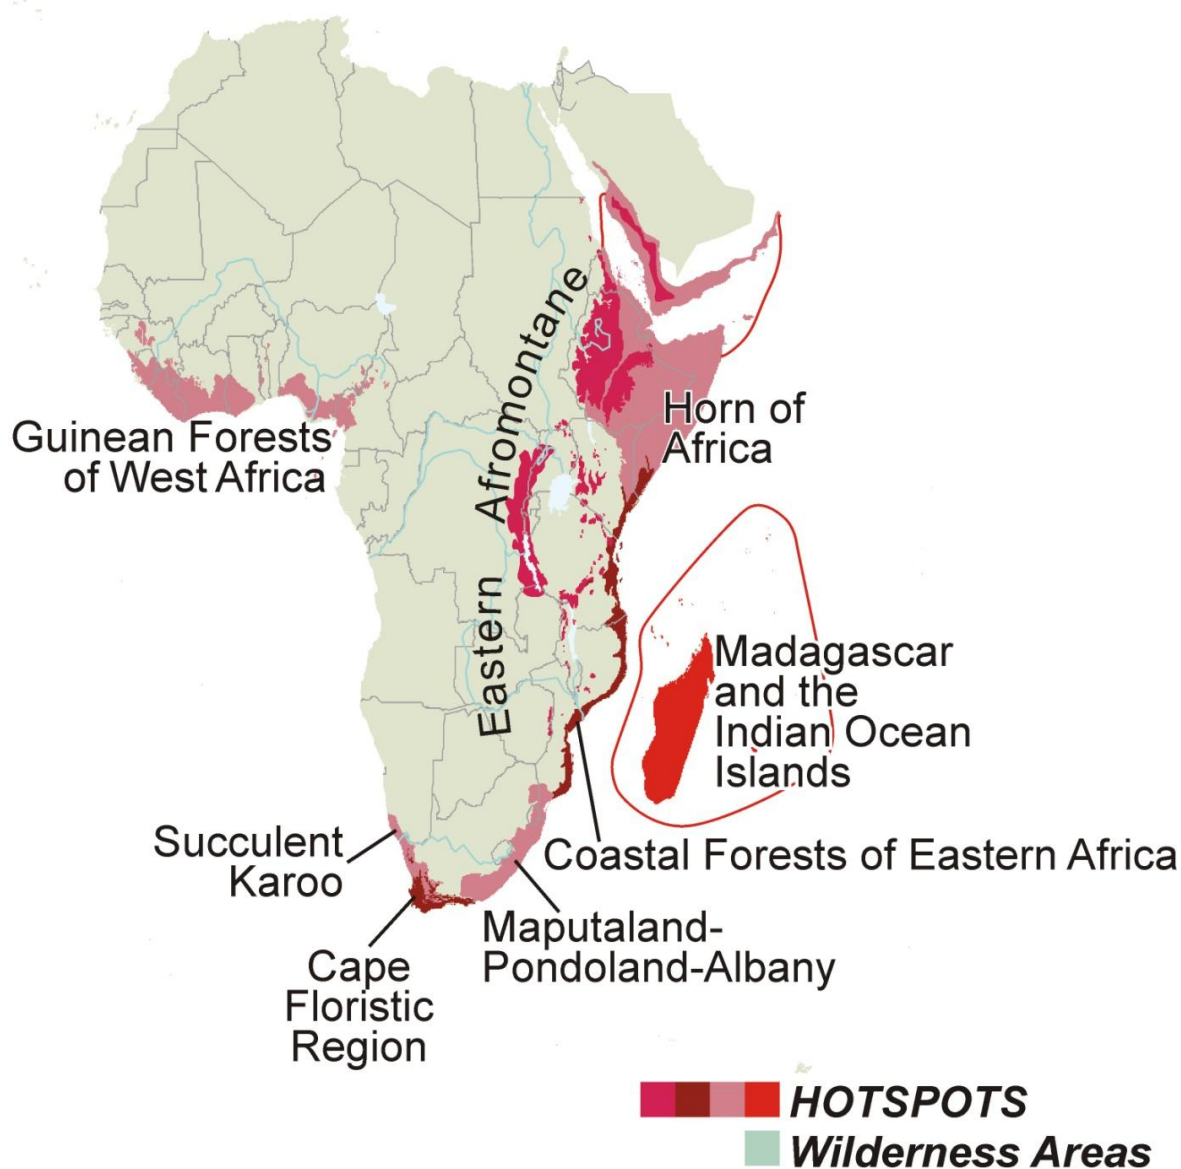 Eastern Afromontane
Guinean Forests
of West Africa
Horn of
Africa
Madagascar
and the
Indian Ocean
Islands
Succulent
Karoo
Coastal Forests of Eastern Africa
Maputaland-
Pondoland-Albany
Cape
Floristic
Region
HOTSPOTS
Wilderness Areas